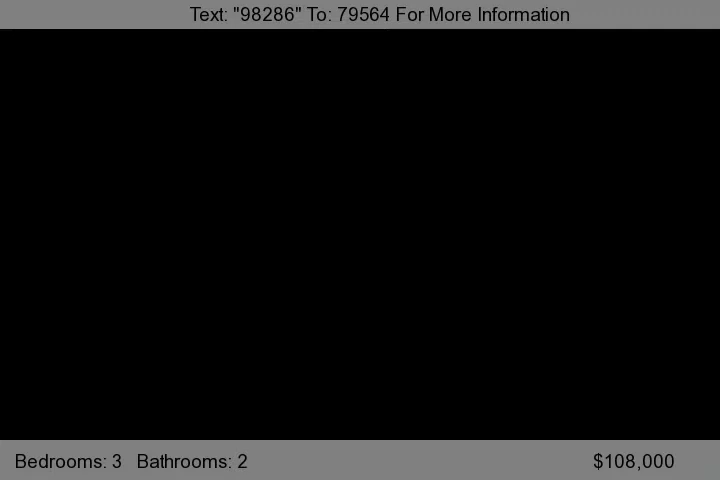 Text: "98286" To: 79564 For More Information
Bedrooms: 3 Bathrooms: 2 $108,000